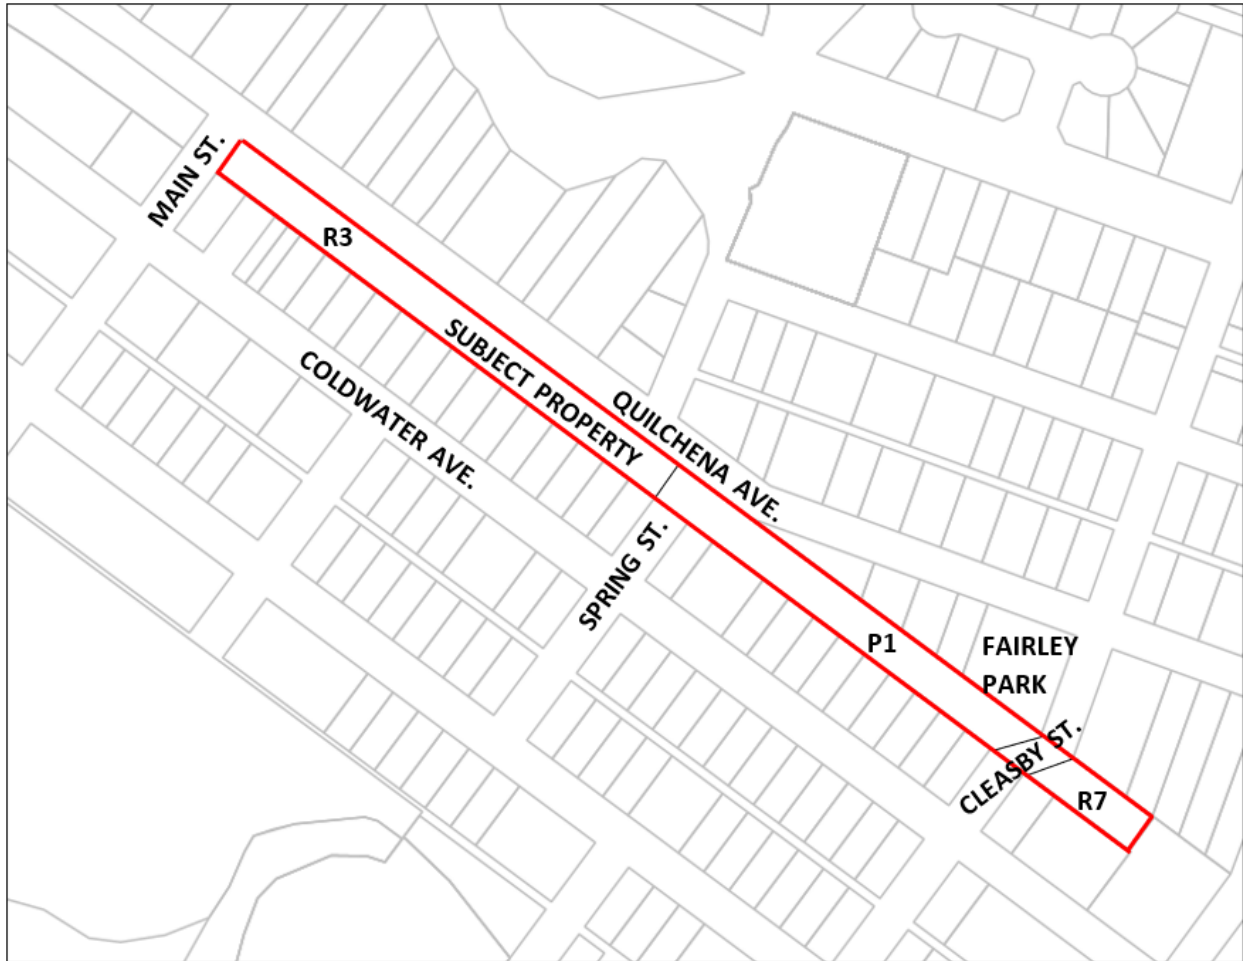 MAIN ST.
R3
SUBJECT PROPERTY
COLDWATER AVE.
QUILCHENA AVE.
SPRING ST.
P1
FAIRLEY
PARK
CLEASBY ST.
R7